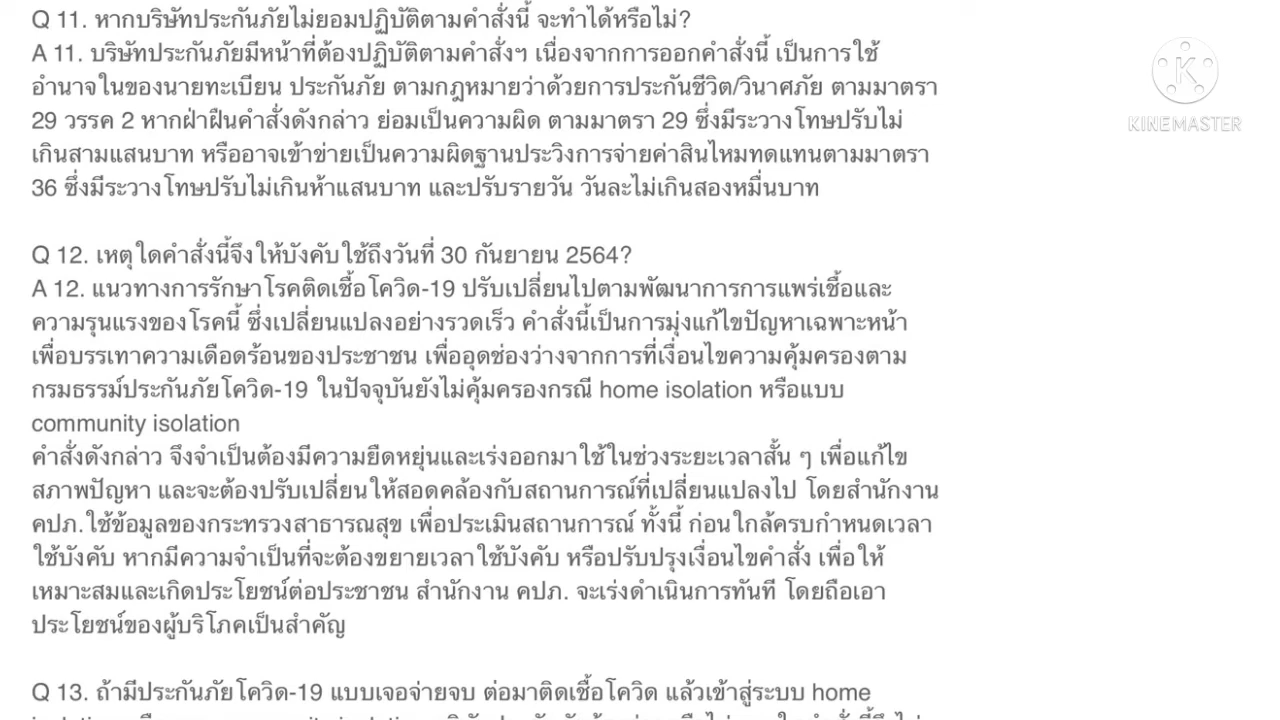 Q 11. หากบริษัทประกันภัยไม่ยอมปฏิบัติตามคำสั่งนี้ จะทำได้หรือไม่?
A 11. บริษัทประกันภัยมีหน้าที่ต้องปฏิบัติตามคำสั่งฯ เนื่องจากการออกคำสั่งนี้ เป็นการใช้
อำนาจในของนายทะเบียน ประกันภัย ตามกฎหมายว่าด้วยการประกันชีวิต/วินาศภัย ตามมาตรา
29 วรรค 2 หากฝ่าฝืนคำสั่งดังกล่าว ย่อมเป็นความผิด ตามมาตรา 29 ซึ่งมีระวางโทษปรับไม่
เกินสามแสนบาท หรืออาจเข้าข่ายเป็นความผิดฐานประวิงการจ่ายค่าสินไหมทดแทนตามมาตรา
36 ซึ่งมีระวางโทษปรับไม่เกินห้าแสนบาท และปรับรายวัน วันละไม่เกินสองหมื่นบาท
Q 12. เหตุใดคำสั่งนี้จึงให้บังคับใช้ถึงวันที่ 30 กันยายน 2564?
A 12. แนวทางการรักษาโรคติดเชื้อโควิด-19 ปรับเปลี่ยนไปตามพัฒนาการการแพร่เชื้อและ
ความรุนแรงของโรคนี้ ซึ่งเปลี่ยนแปลงอย่างรวดเร็ว คำสั่งนี้เป็นการมุ่งแก้ไขปัญหาเฉพาะหน้า
เพื่อบรรเทาความเดือดร้อนของประชาชน เพื่ออุดช่องว่างจากการที่เงื่อนไขความคุ้มครองตาม
กรมธรรม์ประกันภัยโควิด-19 ในปัจจุบันยังไม่คุ้มครองกรณี home isolation หรือแบบ
community isolation
คำสั่งดังกล่าว จึงจำเป็นต้องมีความยืดหยุ่นและเร่งออกมาใช้ในช่วงระยะเวลาสั้น ๆ เพื่อแก้ไข
สภาพปัญหา และจะต้องปรับเปลี่ยนให้สอดคล้องกับสถานการณ์ที่เปลี่ยนแปลงไป โดยสำนักงาน
คปภ.ใช้ข้อมูลของกระทรวงสาธารณสุข เพื่อประเมินสถานการณ์ ทั้งนี้ ก่อนใกล้ครบกำหนดเวลา
ใช้บังคับ หากมีความจำเป็นที่จะต้องขยายเวลาใช้บังคับ หรือปรับปรุงเงื่อนไขคำสั่ง เพื่อให้
เหมาะสมและเกิดประโยชน์ต่อประชาชน สำนักงาน คปภ. จะเร่งดำเนินการทันที โดยถือเอา
ประโยชน์ของผู้บริโภคเป็นสำคัญ
Q 13. ถ้ามีประกันภัยโควิด-19 แบบเจอจ่ายจบ ต่อมาติดเชื้อโควิด แล้วเข้าสู่ระบบ home
K
KINEMASTER